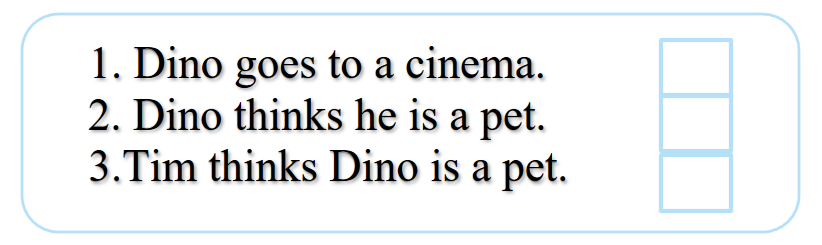 1. Dino goes to a cinema.
2. Dino thinks he is a pet.
3.Tim thinks Dino is a pet.